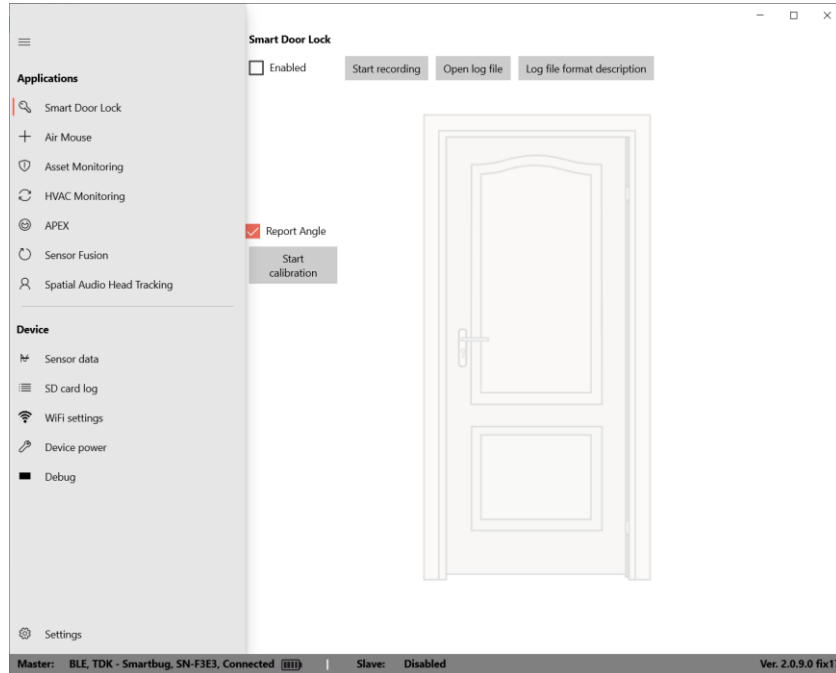 Smart Door Lock
Enabled
Start recording
Open log file
Log file format description
Applications
Smart Door Lock
Air Mouse
Asset Monitoring
HVAC Monitoring
APEX
Sensor Fusion
Spatial Audio Head Tracking
Report Angle
Start
calibration
Device
Sensor data
SD card log
WiFi settings
Device power
Debug
Settings
Master: BLE, TDK - Smartbug, SN-F3E3, Connected | Slave: Disabled Ver. 2.0.9.0